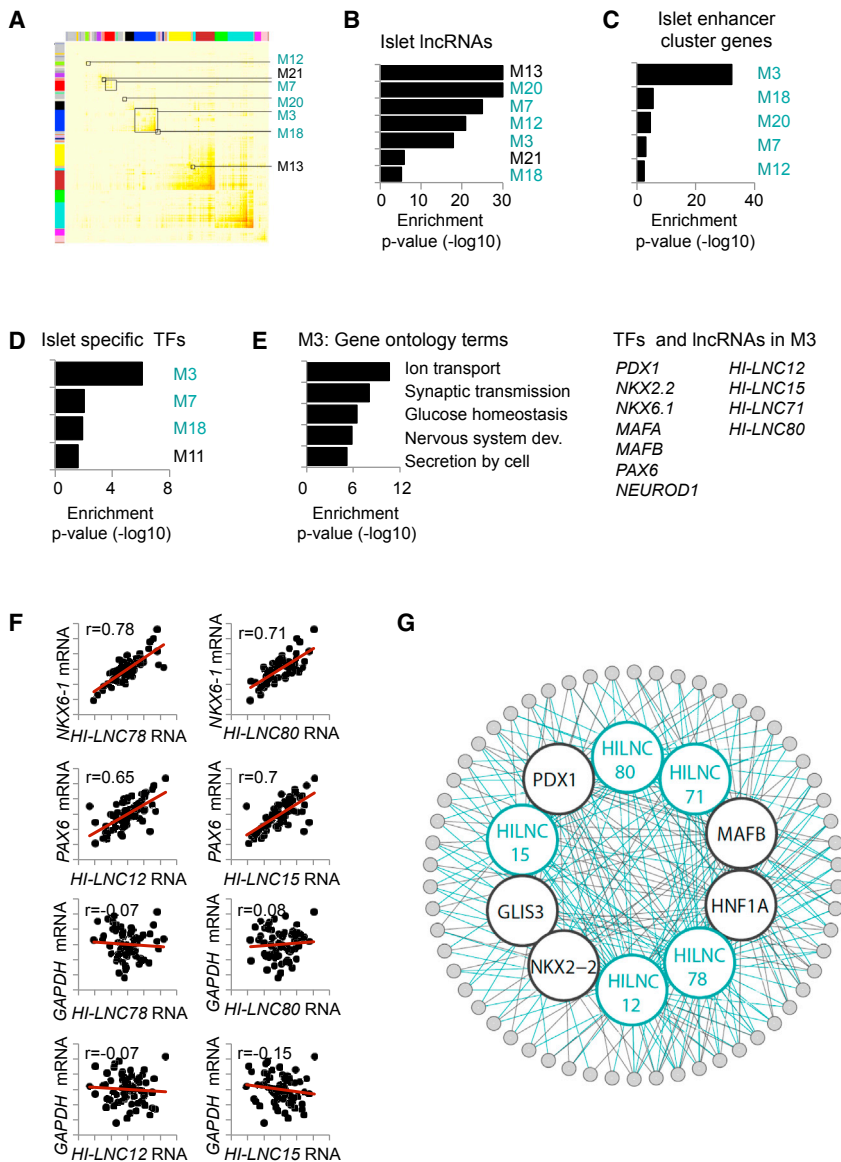 A
M12
M21
M7
M20
M3
M18
M13
B
Islet lncRNAs
M13
M20
M7
M12
M3
M21
M18
0 10 20 30
Enrichment
p-value (-log10)
C
Islet enhancer
cluster genes
M3
M18
M20
M7
M12
0 20 40
Enrichment
p-value (-log10)
D
Islet specific TFs
M3
M7
M18
M11
0 4 8
Enrichment
p-value (-log10)
E
M3: Gene ontology terms
Ion transport
Synaptic transmission
Glucose homeostasis
Nervous system dev.
Secretion by cell
0 6 12
Enrichment
p-value (-log10)
TFs and lncRNAs in M3
PDX1 HI-LNC12
NKX2.2 HI-LNC15
NKX6.1 HI-LNC71
MAFA HI-LNC80
MAFB
PAX6
NEUROD1
F
r=0.78
NKX6-1 mRNA
HI-LNC78 RNA
r=0.71
NKX6-1 mRNA
HI-LNC80 RNA
r=0.65
PAX6 mRNA
HI-LNC12 RNA
r=0.7
PAX6 mRNA
HI-LNC15 RNA
r=-0.07
GAPDH mRNA
HI-LNC78 RNA
r=0.08
GAPDH mRNA
HI-LNC80 RNA
r=-0.07
GAPDH mRNA
HI-LNC12 RNA
r=-0.15
GAPDH mRNA
HI-LNC15 RNA
G
HILNC
80
HILNC
71
PDX1
MAFB
HILNC
15
HNF1A
GLIS3
NKX2-2
HILNC
78
HILNC
12